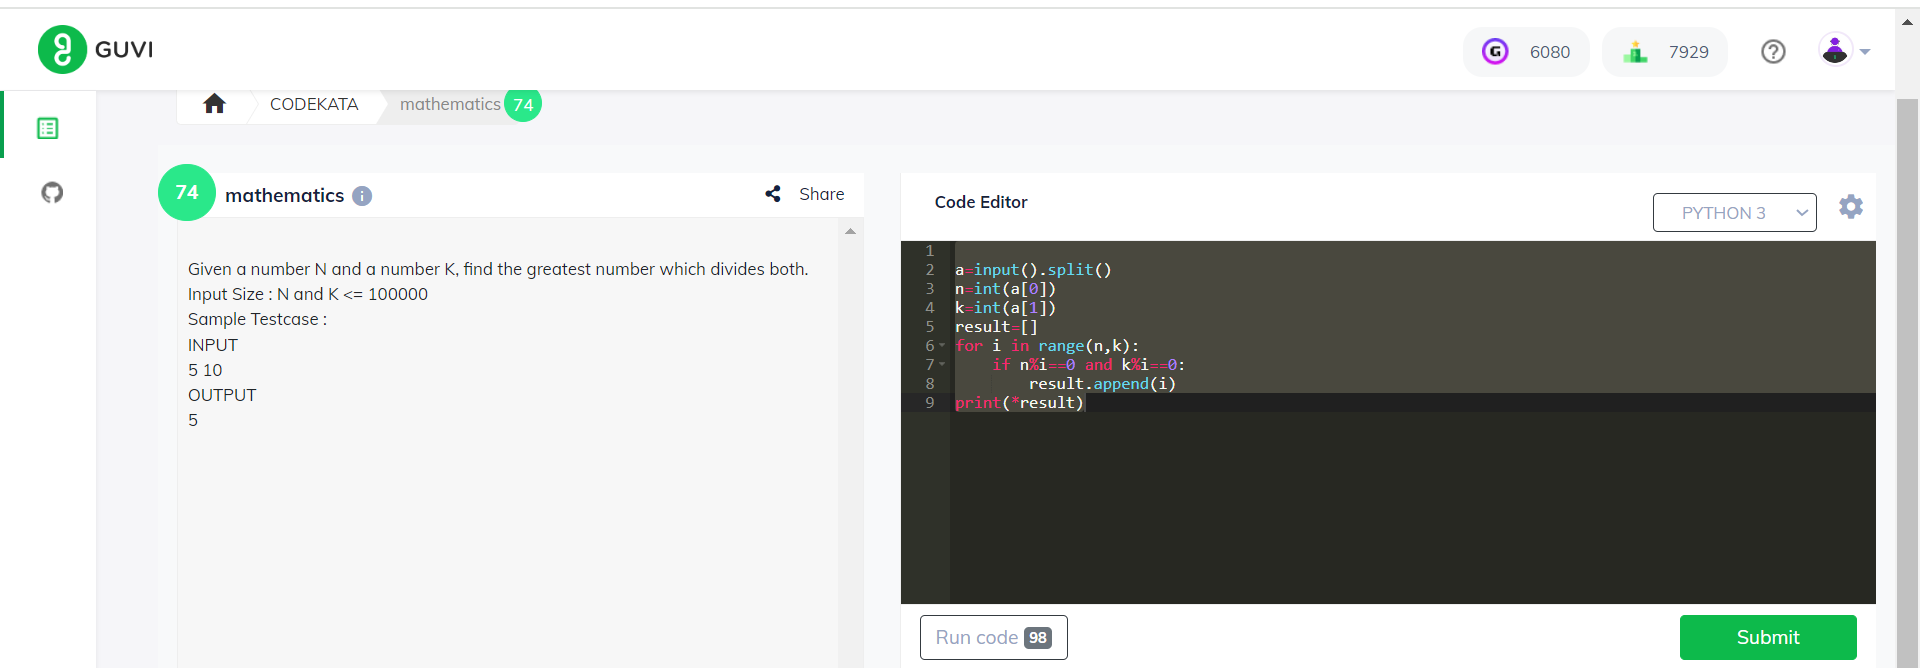 GUVI
6080
7929
CODEKATA
mathematics 74
74 mathematics
Share
Given a number N and a number K, find the greatest number which divides both.
Input Size : N and K <= 100000
Sample Testcase :
INPUT
5 10
OUTPUT
5
Code Editor
PYTHON 3
1
2 a=input().split()
3 n=int(a[0])
4 k=int(a[1])
5 result=[]
6 for i in range(n,k):
7     if n%i==0 and k%i==0:
8         result.append(i)
9 print(*result)
Run code 98
Submit